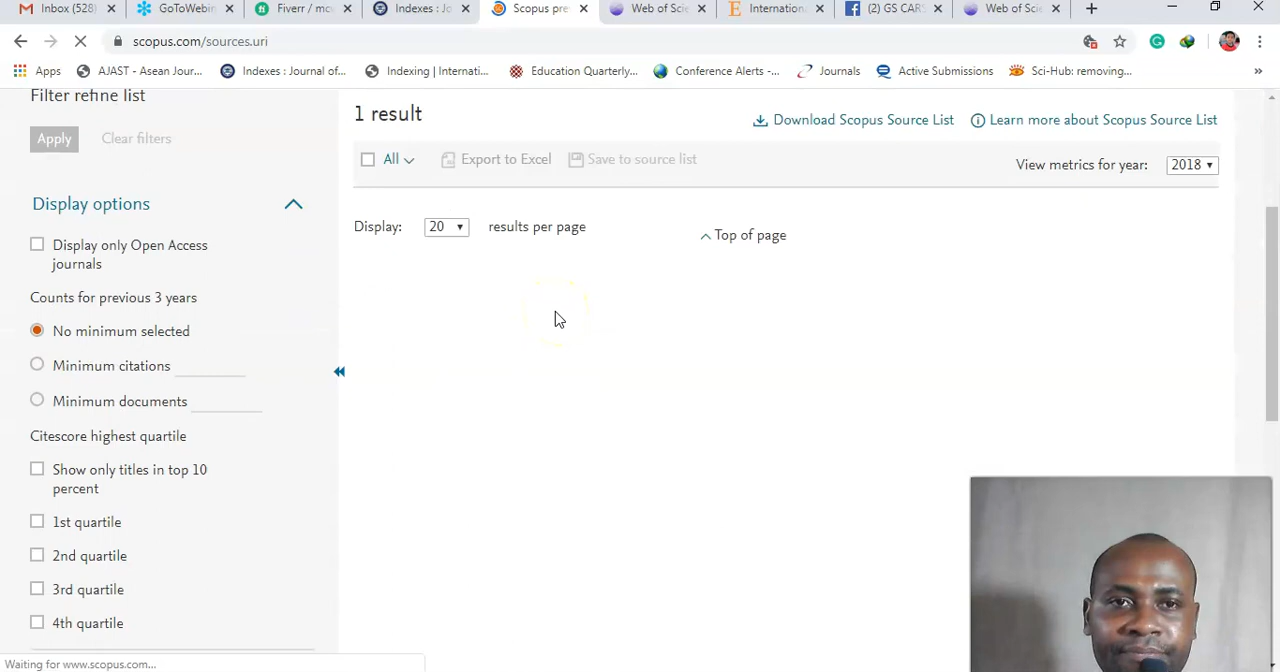 Inbox (528)
GoToWebin
Fiverr / mc
Indexes : Jo
Scopus pre
Web of Scie
Internation
(2) GS CARS
Web of Scie
scopus.com/sources.uri
Apps
AJAST - Asean Jour...
Indexes : Journal of...
Indexing | Internati...
Education Quarterly...
Conference Alerts -...
Journals
Active Submissions
Sci-Hub: removing...
Filter refine list
Apply Clear filters
Display options
Display only Open Access
journals
Counts for previous 3 years
No minimum selected
Minimum citations
Minimum documents
Citescore highest quartile
Show only titles in top 10
percent
1st quartile
2nd quartile
3rd quartile
4th quartile
1 result
Download Scopus Source List Learn more about Scopus Source List
All Export to Excel Save to source list View metrics for year: 2018
Display: 20 results per page Top of page
Waiting for www.scopus.com...